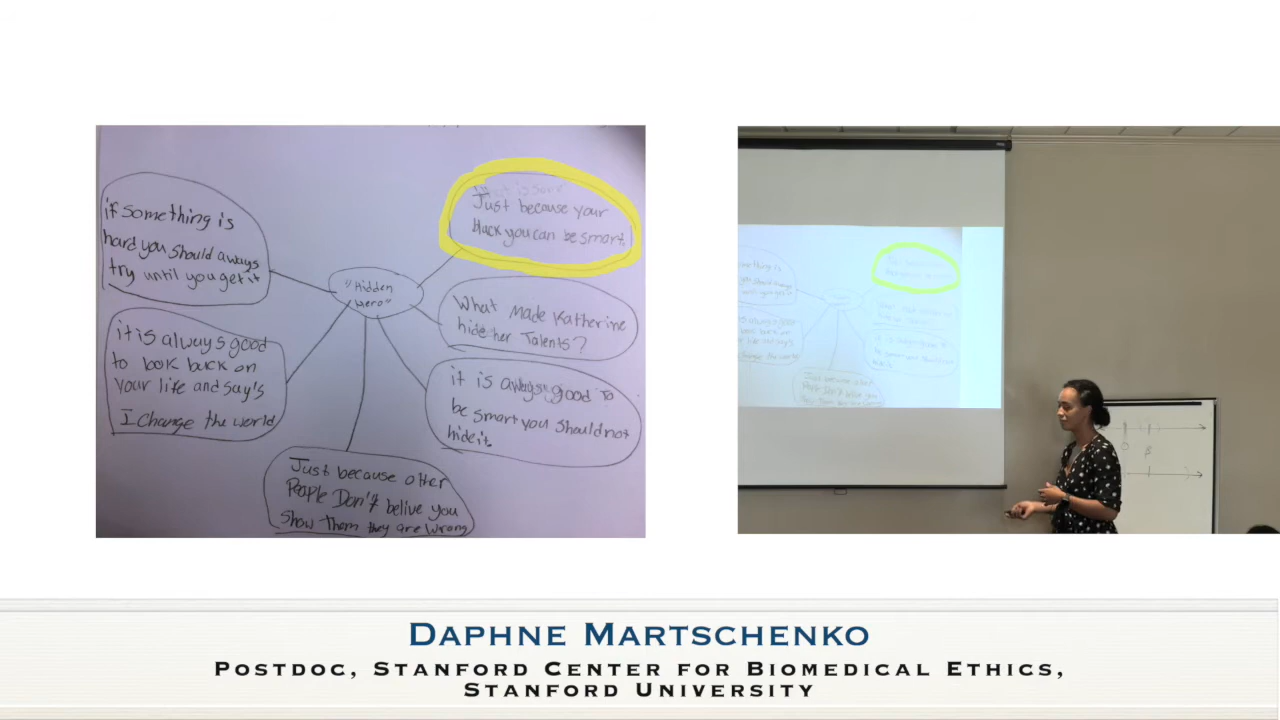 if something is
hard you should aways
try until you get it
"Hidden
Hero"
Just because your
black you can be smart.
What Made Katherine
hide her Talents?
it is always good
to look back on
your life and say's
I Change the world
it is always good To
be smart you should not
hide it.
Just because other
People Don't belive you
Show them they are wrong
DAPHNE MARTSCHENKO
POSTDOC, STANFORD CENTER FOR BIOMEDICAL ETHICS,
STANFORD UNIVERSITY